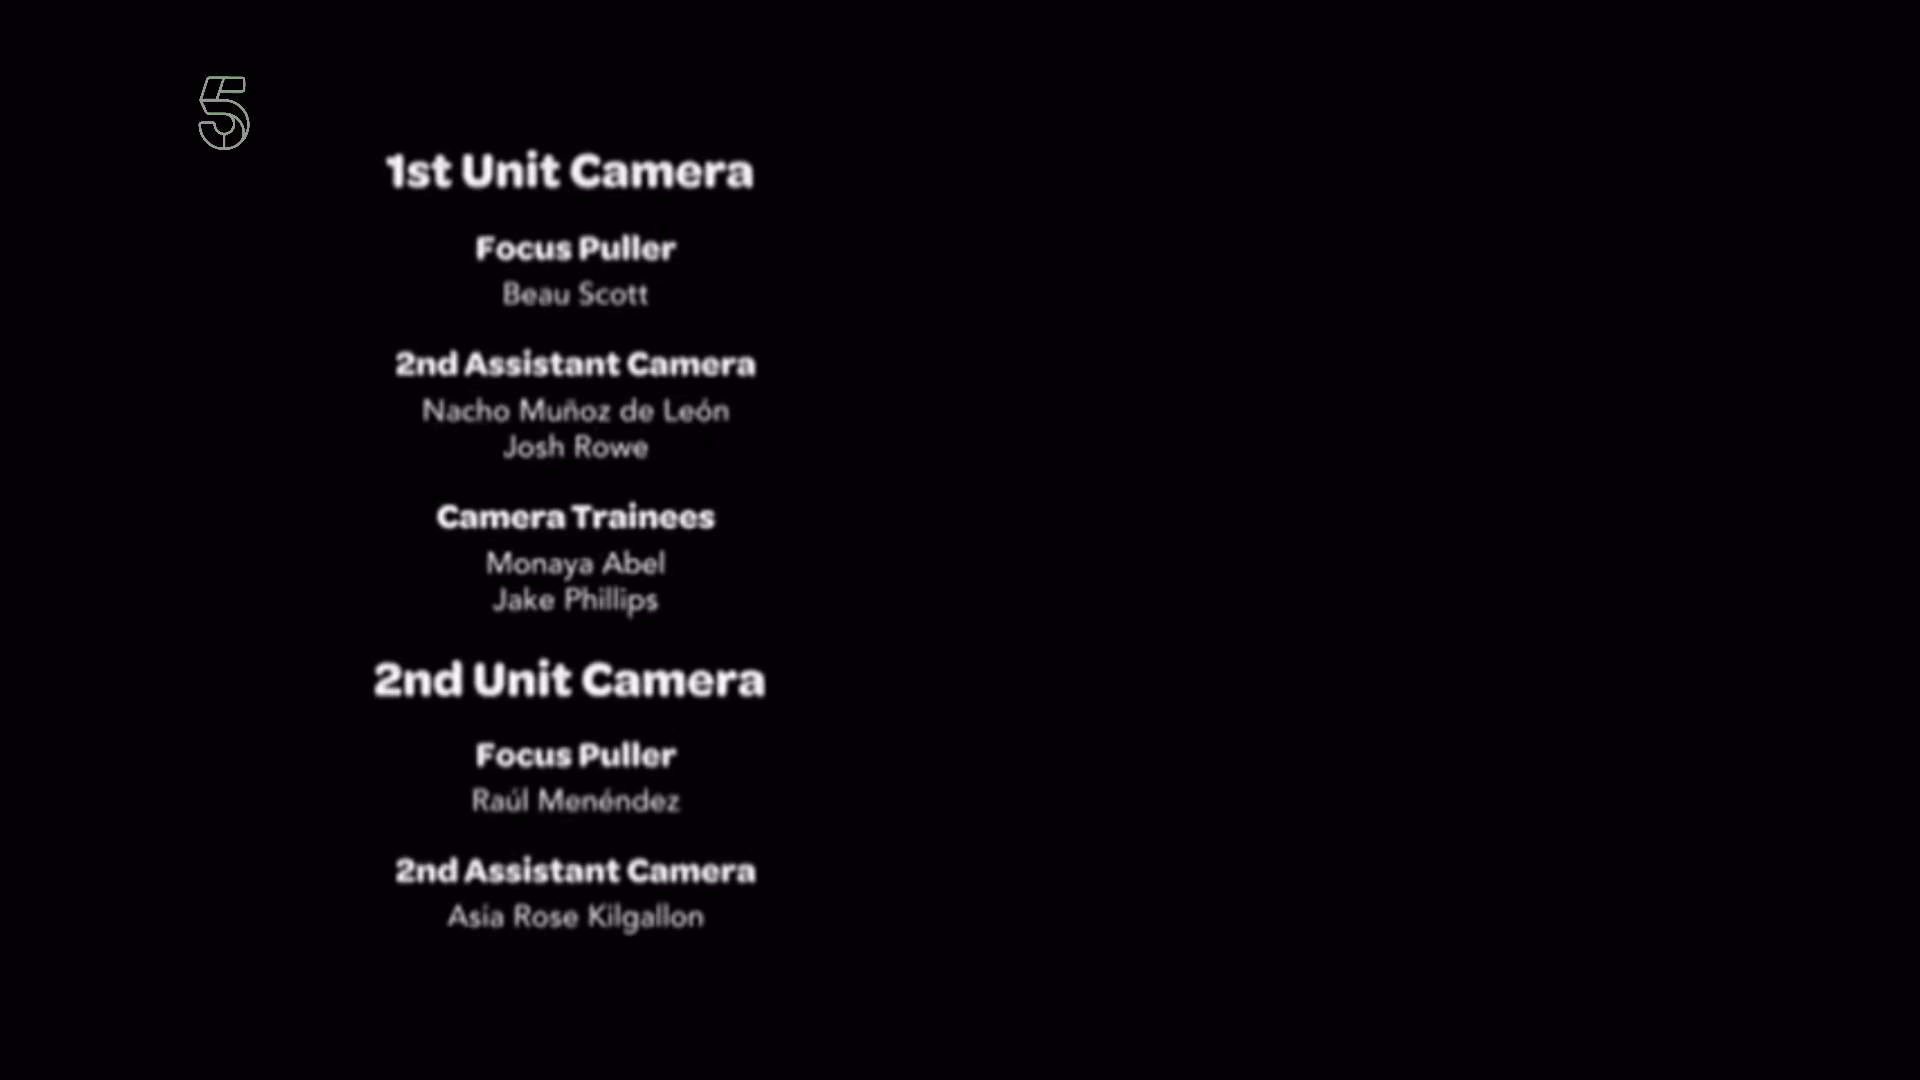 5
1st Unit Camera
Focus Puller
Beau Scott
2nd Assistant Camera
Nacho Muñoz de León
Josh Rowe
Camera Trainees
Monaya Abel
Jake Phillips
2nd Unit Camera
Focus Puller
Raúl Menéndez
2nd Assistant Camera
Asia Rose Kilgallon